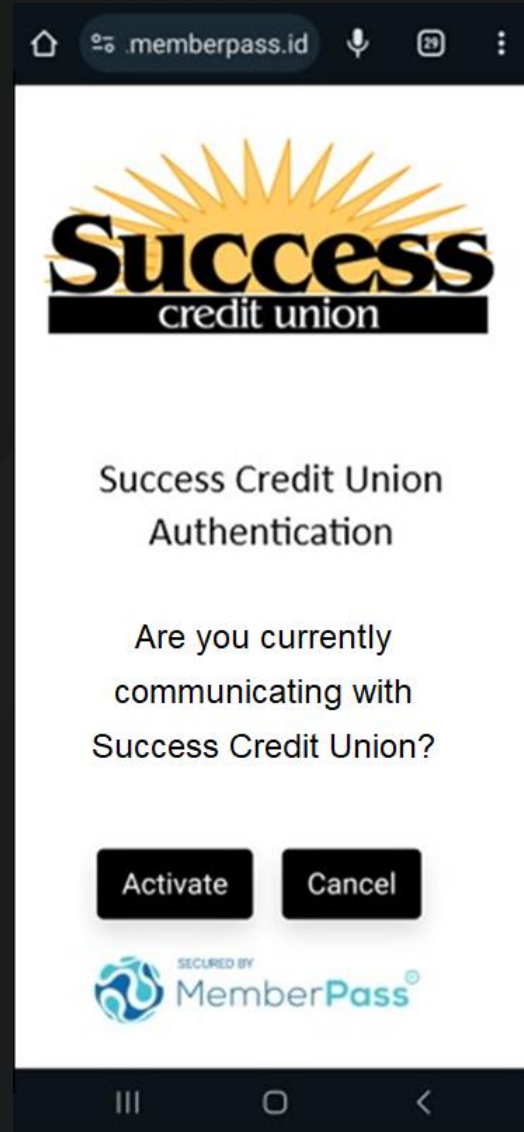 .memberpass.id
29
Success
credit union
Success Credit Union
Authentication
Are you currently
communicating with
Success Credit Union?
Activate Cancel
SECURED BY
MemberPass